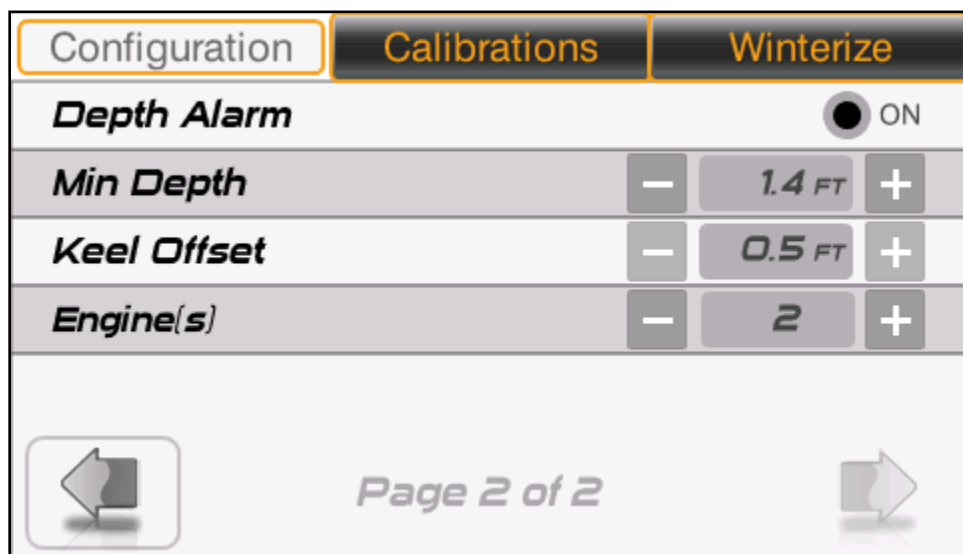 Configuration Calibrations Winterize
Depth Alarm ON
Min Depth − 1.4 FT +
Keel Offset − 0.5 FT +
Engine(s) − 2 +
Page 2 of 2